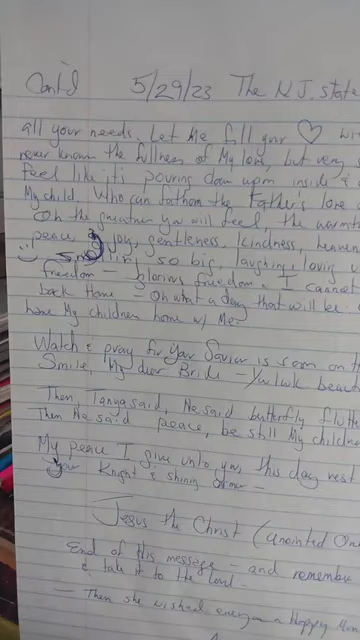 Cont'd 5/29/23 The N.J. state
all your needs. Let Me fill your ♡ wi
never known the fullness of My love, but very s
feel like it's pouring down upon inside &
My child. Who can fathom the Father's love
Oh the greatness you will feel, the warmth
peace, joy, gentleness, kindness, heaven
smiling so big, laughing, loving
freedom — glorious freedom. I cannot
back Home — Oh what a day that will be
have My children home w/ Me.
Watch & pray for Your Savior is soon on th
Smile, My dear Bride — You look beaut
Then Tanya said, He said butterfly flutte
Then He said peace, be still My childre
My peace I give unto you, this day rest
Your Knight & shining armor —
Jesus the Christ (anointed One
End of His message — and remember
& take it to the Lord.
— Then she wished everyone a Happy Mem